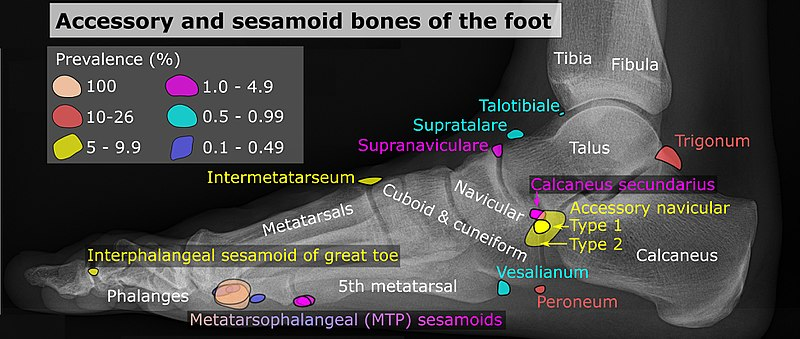 Accessory and sesamoid bones of the foot
Prevalence (%)
100
1.0 - 4.9
10-26
0.5 - 0.99
5 - 9.9
0.1 - 0.49
Tibia
Fibula
Talotibiale
Supratalare
Supranaviculare
Talus
Trigonum
Intermetatarseum
Navicular
Calcaneus secundarius
Metatarsals
Cuboid & cuneiform
Accessory navicular
Type 1
Type 2
Interphalangeal sesamoid of great toe
Calcaneus
Phalanges
5th metatarsal
Vesalianum
Peroneum
Metatarsophalangeal (MTP) sesamoids